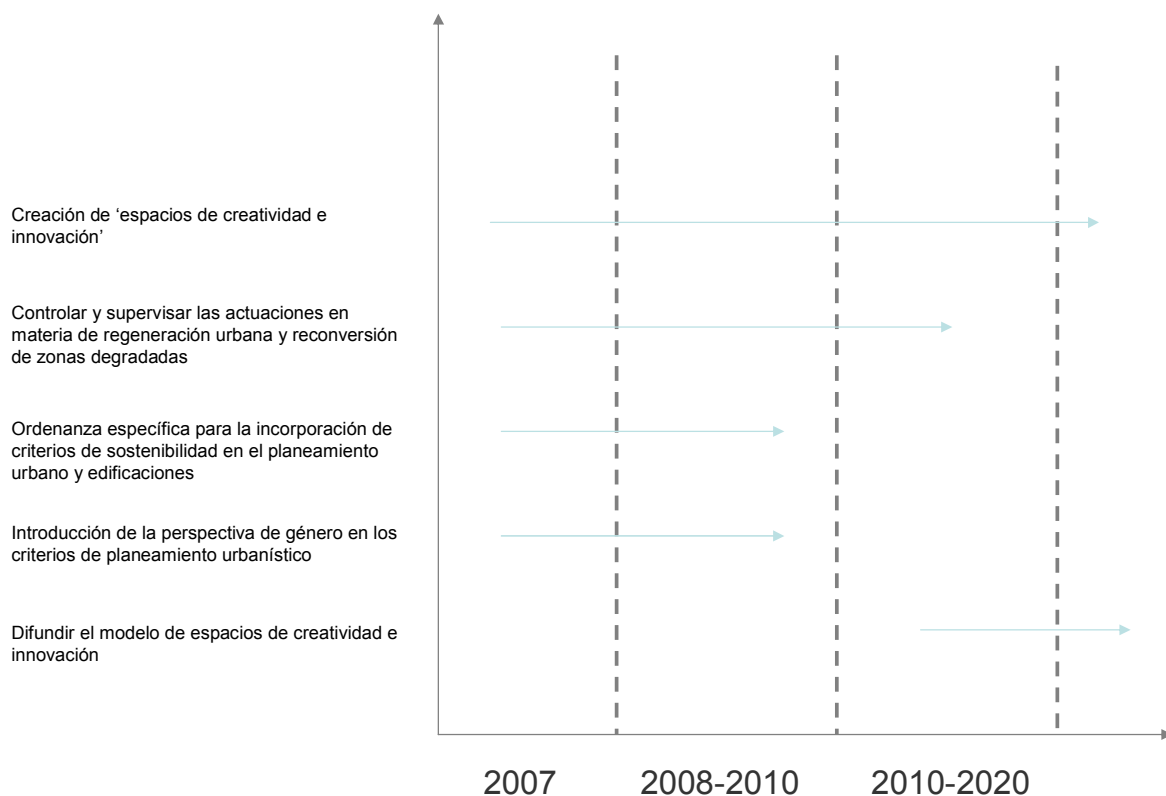 Creación de ‘espacios de creatividad e
innovación’
Controlar y supervisar las actuaciones en
materia de regeneración urbana y reconversión
de zonas degradadas
Ordenanza específica para la incorporación de
criterios de sostenibilidad en el planeamiento
urbano y edificaciones
Introducción de la perspectiva de género en los
criterios de planeamiento urbanístico
Difundir el modelo de espacios de creatividad e
innovación
2007 2008-2010 2010-2020